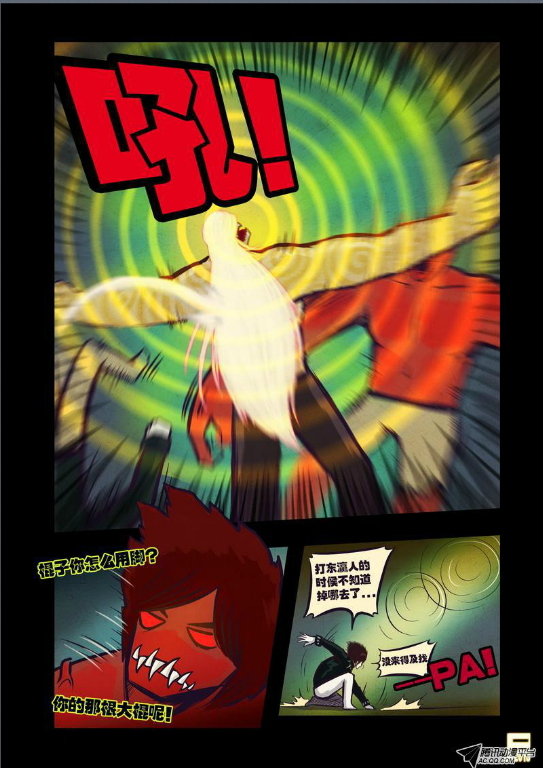 吼!
棍子你怎么用脚?
你的那根大棍呢!
打东瀛人的
时候不知道
掉哪去了...
没来得及找
—PA!
腾讯动漫平台
AC.QQ.COM